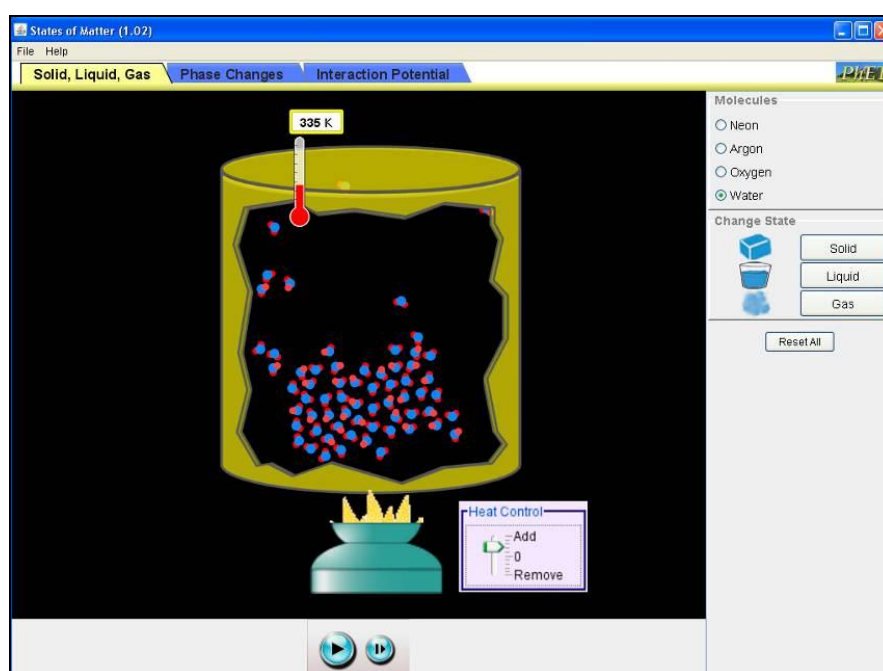 States of Matter (1.02)
File Help
Solid, Liquid, Gas Phase Changes Interaction Potential
PhET
335 K
Molecules
Neon
Argon
Oxygen
Water
Change State
Solid
Liquid
Gas
Reset All
Heat Control
Add
0
Remove